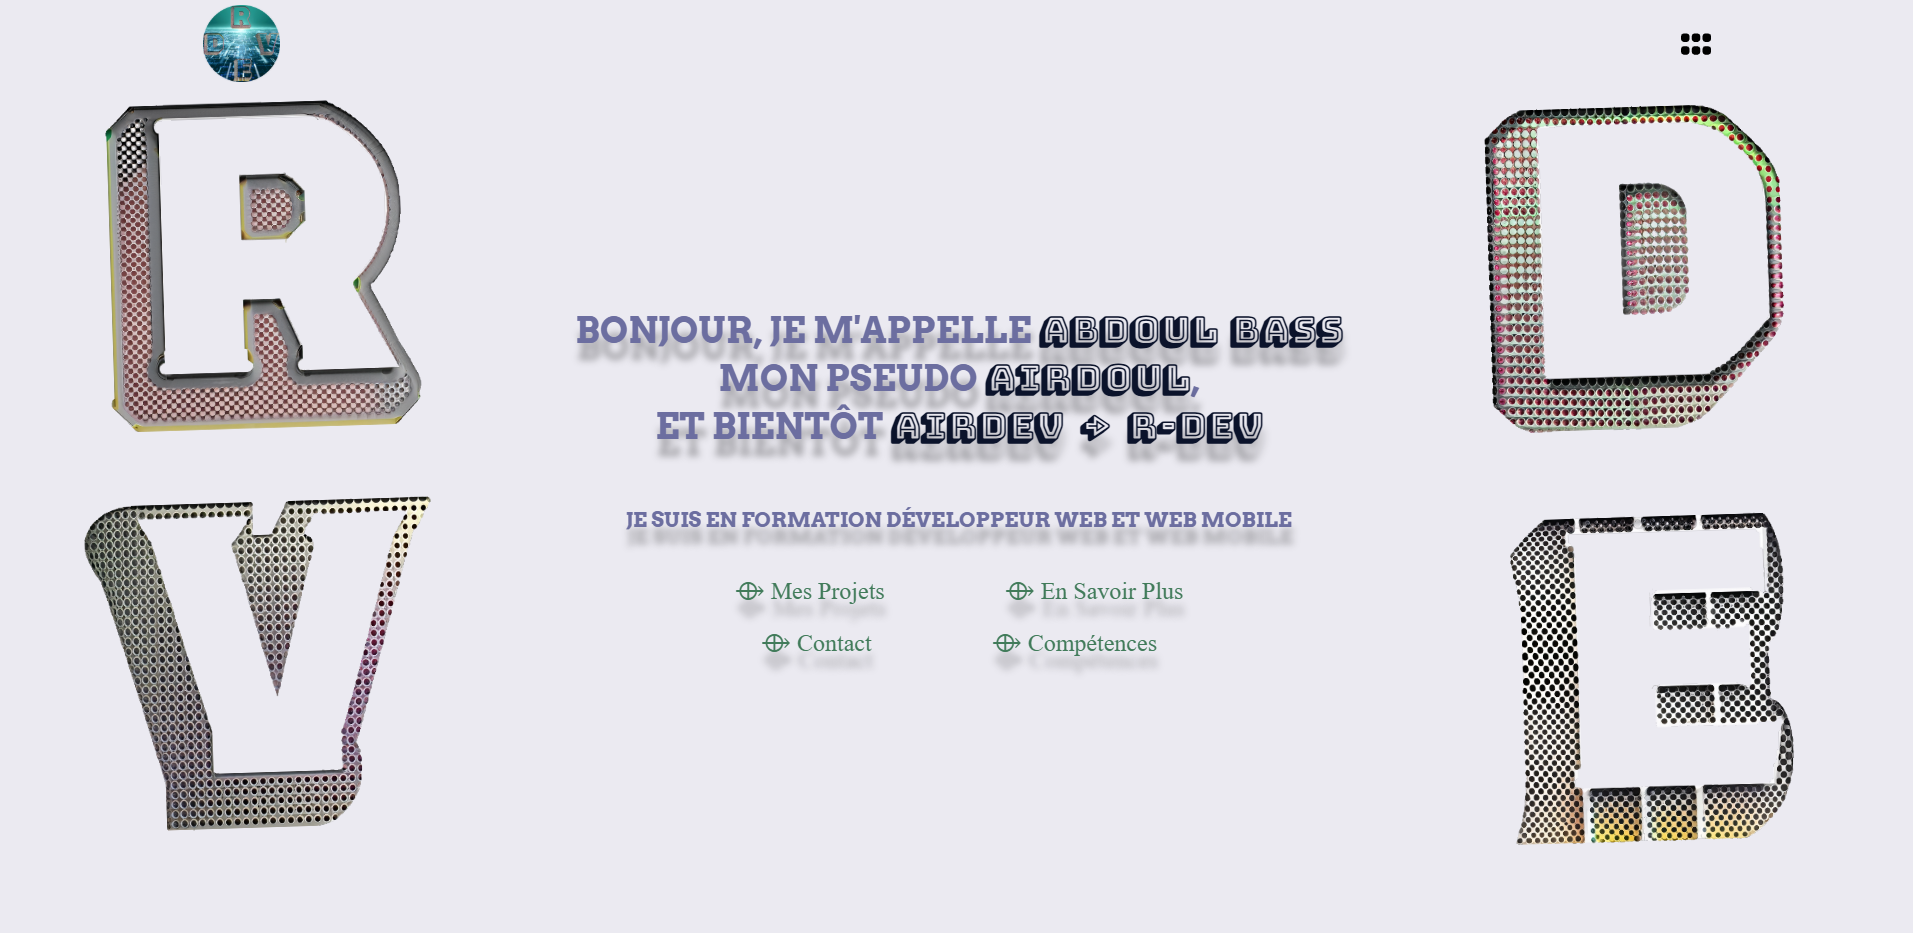 R
D
BONJOUR, JE M'APPELLE ABDOUL BASS
MON PSEUDO AIRDOUL,
ET BIENTÔT AIRDEV => R-DEV
JE SUIS EN FORMATION DÉVELOPPEUR WEB ET WEB MOBILE
Mes Projets
En Savoir Plus
Contact
Compétences
V
E